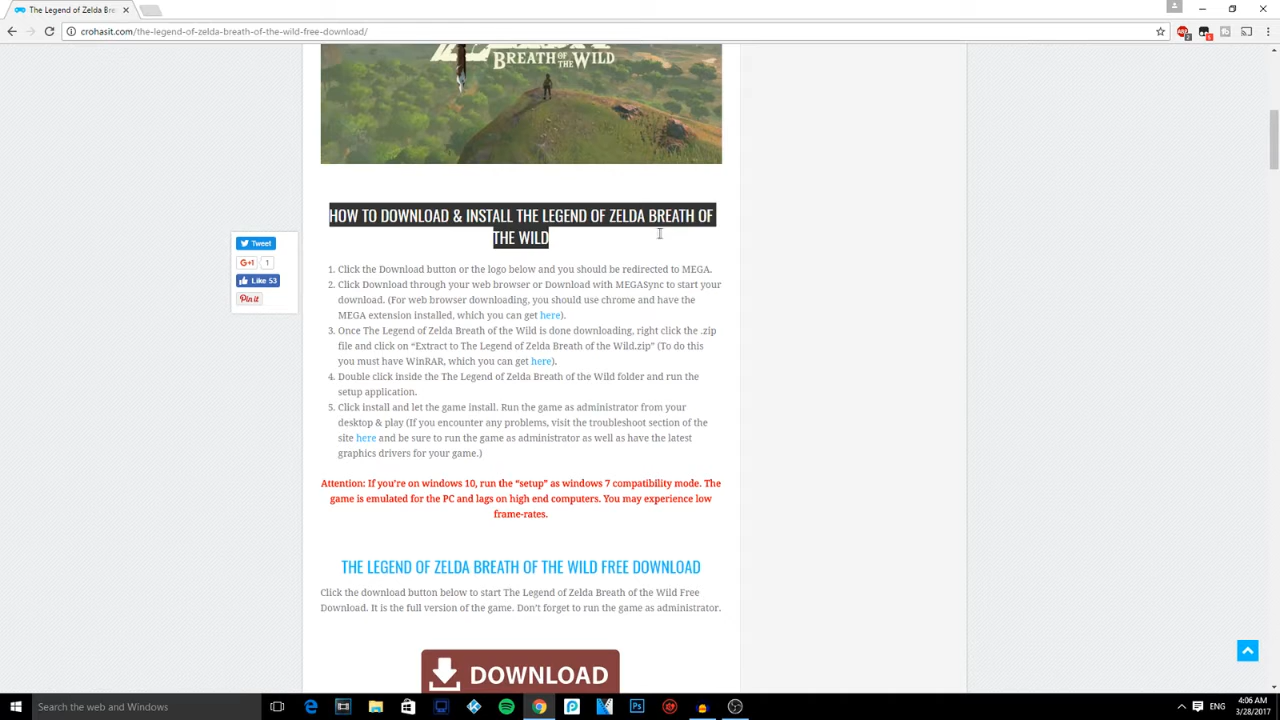 The Legend of Zelda Br
crohasit.com/the-legend-of-zelda-breath-of-the-wild-free-download/
BREATH OF THE WILD
HOW TO DOWNLOAD & INSTALL THE LEGEND OF ZELDA BREATH OF
THE WILD
Tweet
G+1 1
Like 53
Pin it
1. Click the Download button or the logo below and you should be redirected to MEGA.
2. Click Download through your web browser or Download with MEGASync to start your
download. (For web browser downloading, you should use chrome and have the
MEGA extension installed, which you can get here).
3. Once The Legend of Zelda Breath of the Wild is done downloading, right click the .zip
file and click on “Extract to The Legend of Zelda Breath of the Wild.zip” (To do this
you must have WinRAR, which you can get here).
4. Double click inside the The Legend of Zelda Breath of the Wild folder and run the
setup application.
5. Click install and let the game install. Run the game as administrator from your
desktop & play (If you encounter any problems, visit the troubleshoot section of the
site here and be sure to run the game as administrator as well as have the latest
graphics drivers for your game.)
Attention: If you’re on windows 10, run the “setup” as windows 7 compatibility mode. The
game is emulated for the PC and lags on high end computers. You may experience low
frame-rates.
THE LEGEND OF ZELDA BREATH OF THE WILD FREE DOWNLOAD
Click the download button below to start The Legend of Zelda Breath of the Wild Free
Download. It is the full version of the game. Don’t forget to run the game as administrator.
DOWNLOAD
Search the web and Windows
ENG
4:06 AM
3/28/2017